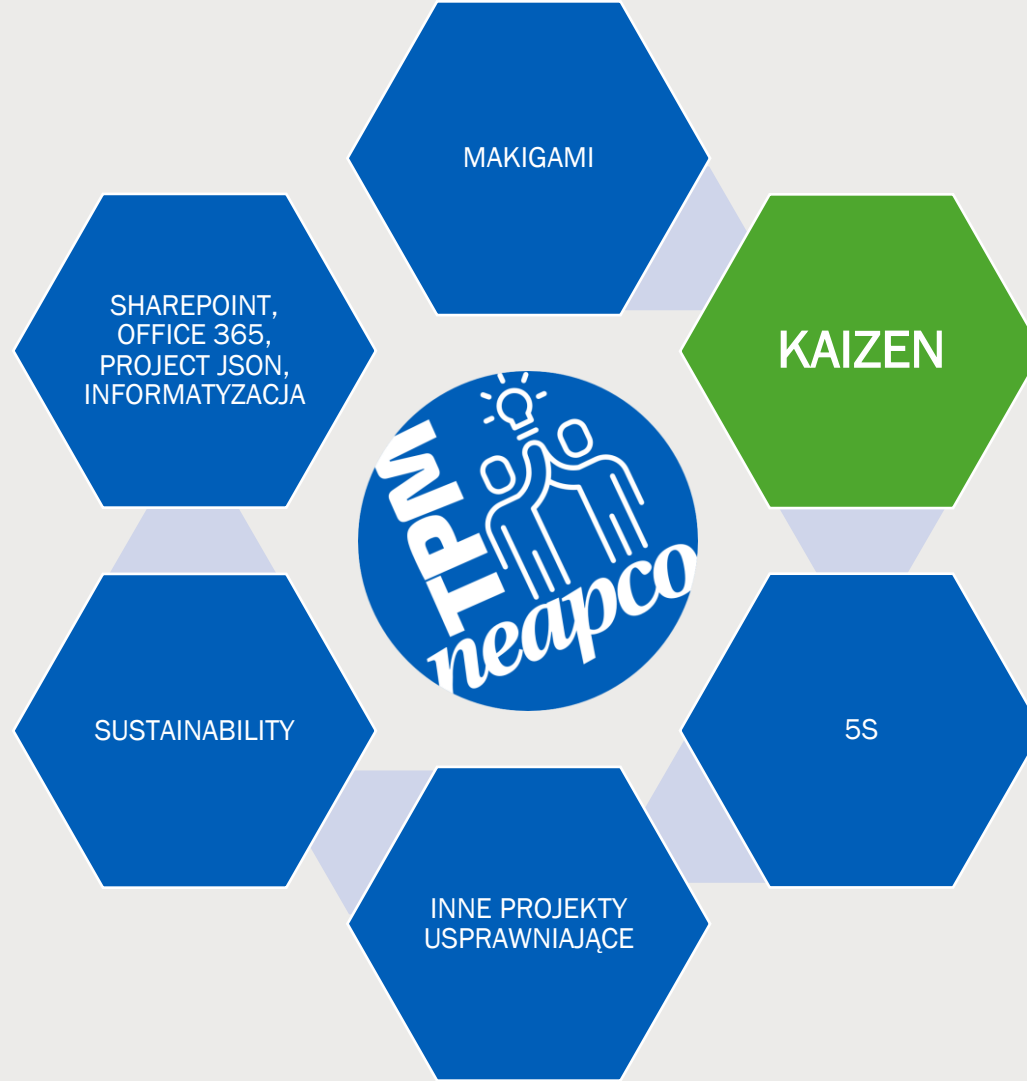 MAKIGAMI
KAIZEN
5S
INNE PROJEKTY
USPRAWNIAJĄCE
SUSTAINABILITY
SHAREPOINT,
OFFICE 365,
PROJECT JSON,
INFORMATYZACJA
TPM
neapco